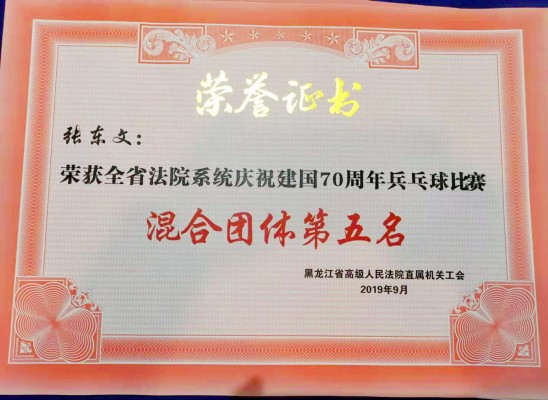 荣誉证书
张东文：
荣获全省法院系统庆祝建国70周年兵乓球比赛
混合团体第五名
黑龙江省高级人民法院直属机关工会
2019年9月